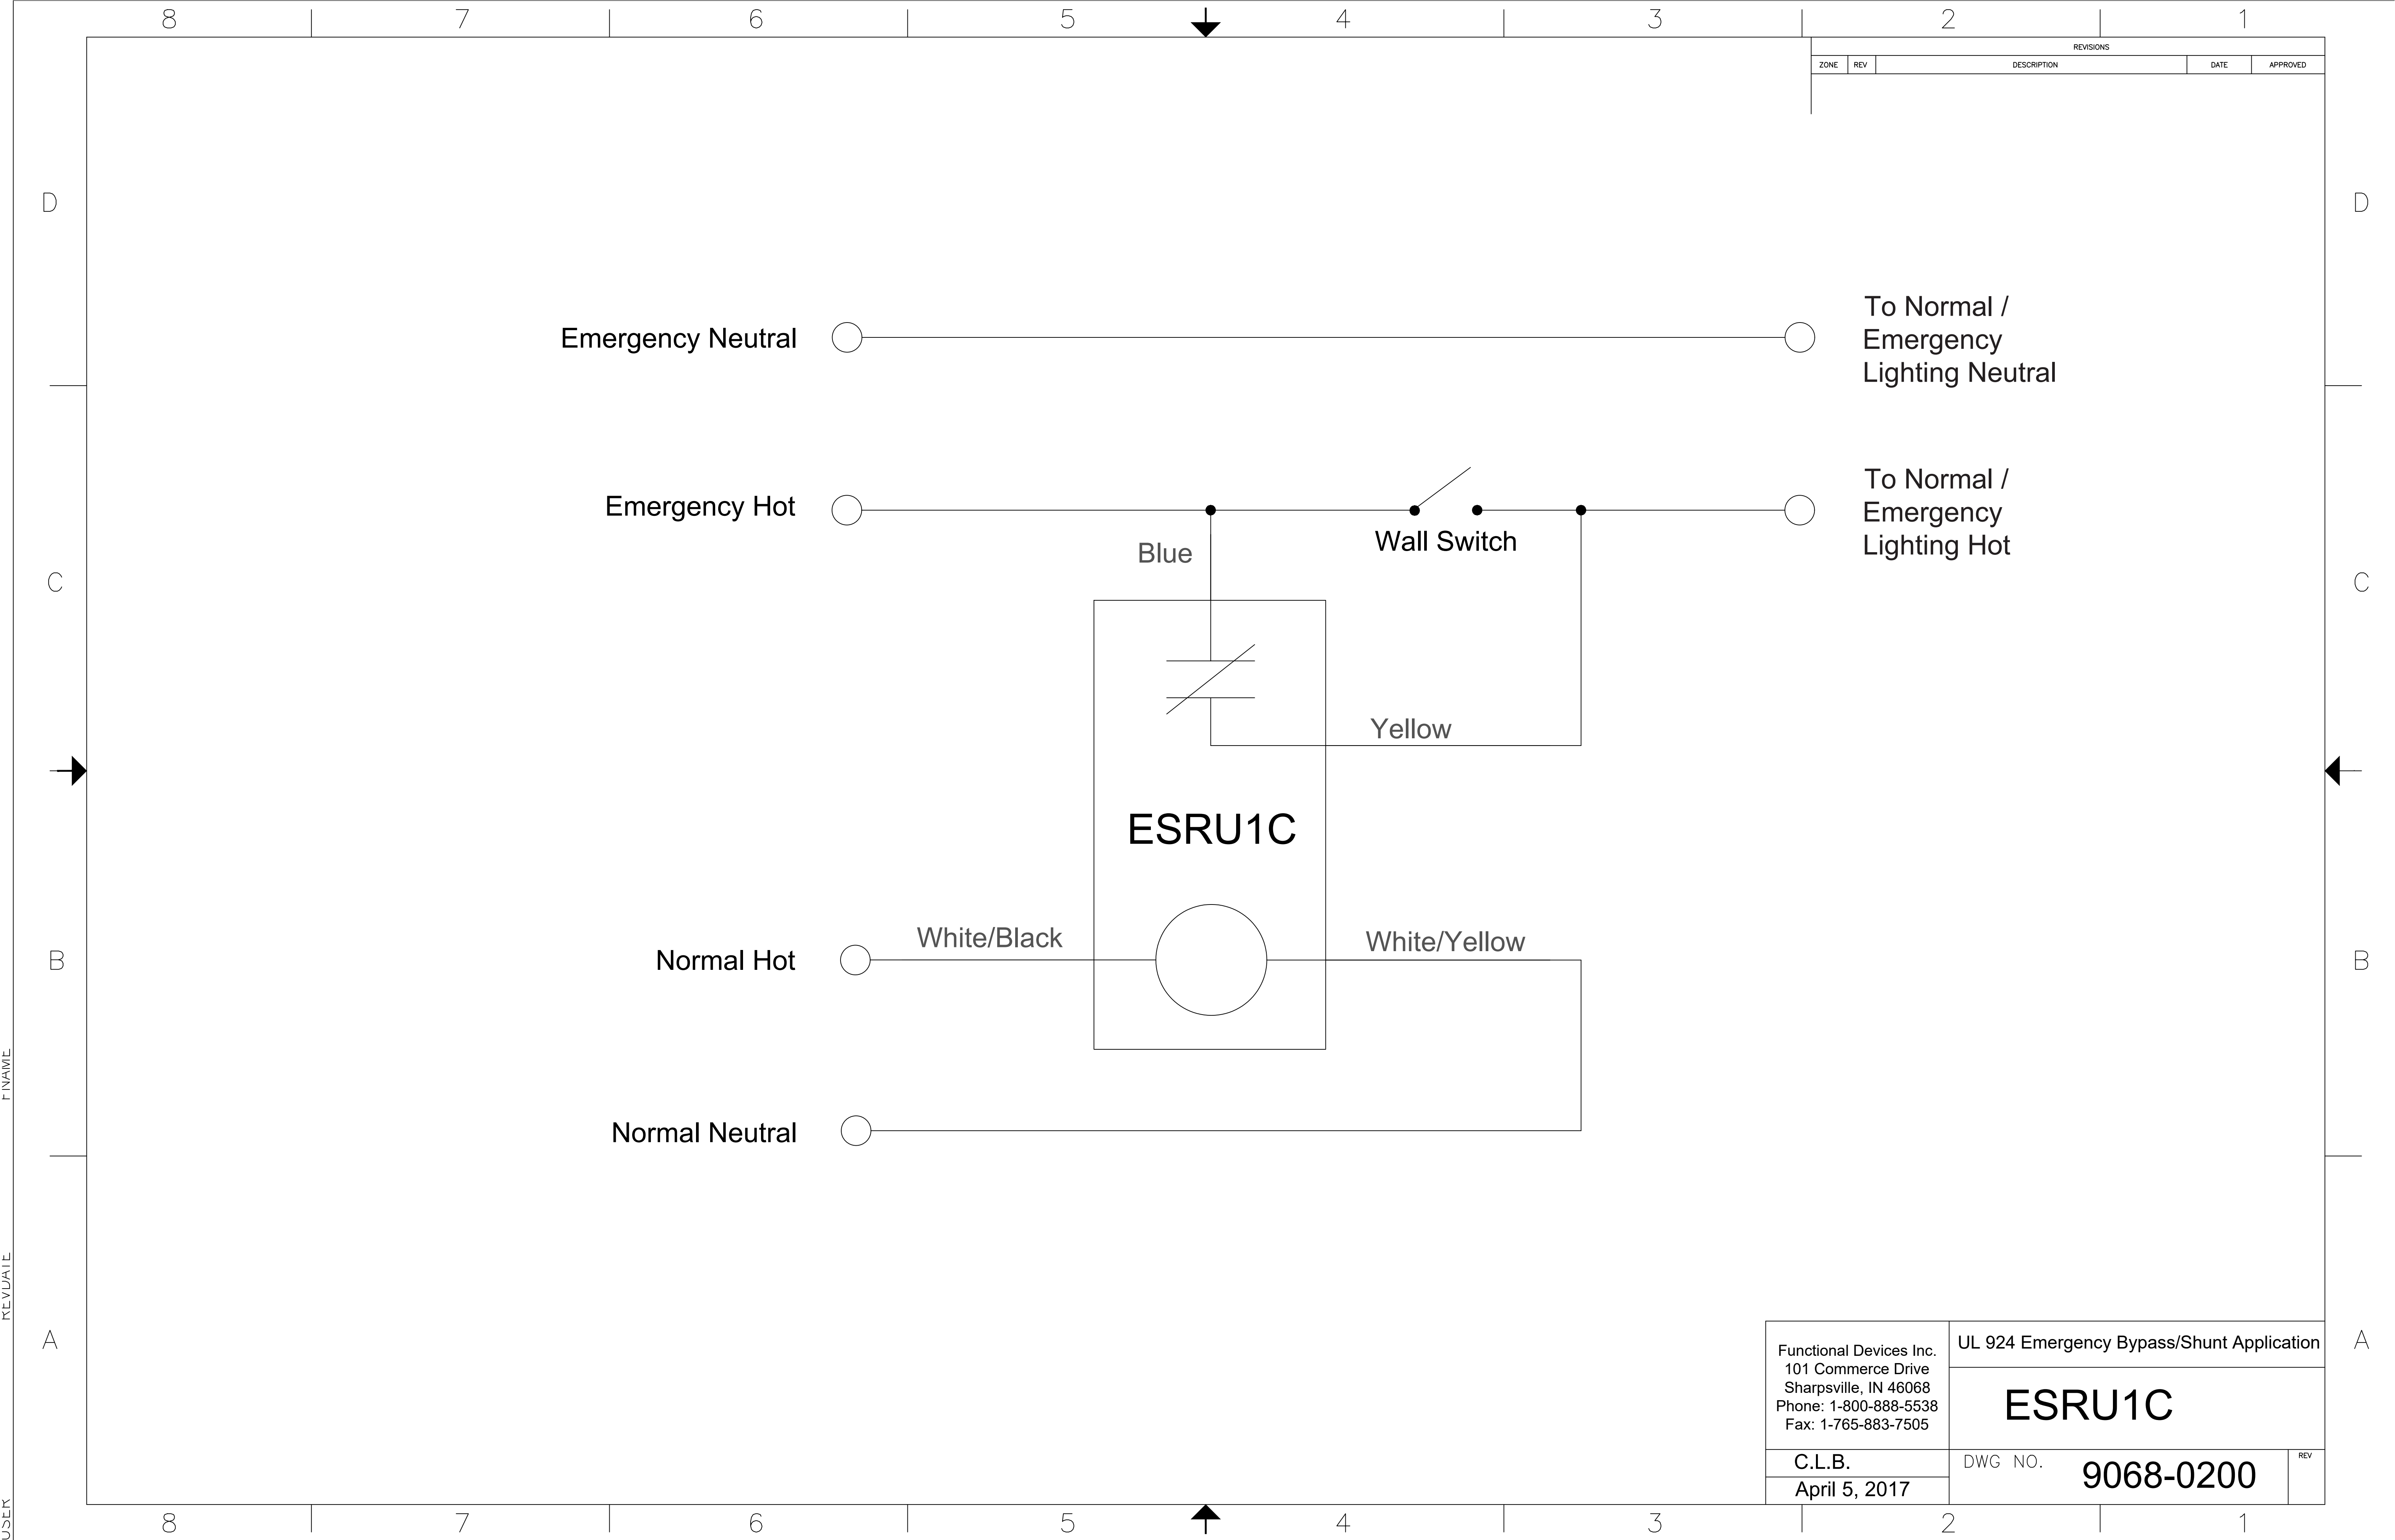 8 7 6 5 4 3 2 1
REVISIONS
ZONE REV DESCRIPTION DATE APPROVED
D D
Emergency Neutral
To Normal /
Emergency
Lighting Neutral
Emergency Hot
To Normal /
Emergency
Lighting Hot
Wall Switch
Blue
C C
Yellow
ESRU1C
White/Black
White/Yellow
Normal Hot
B B
Normal Neutral
FNAME
REVDATE
USER
A A
Functional Devices Inc.
101 Commerce Drive
Sharpsville, IN 46068
Phone: 1-800-888-5538
Fax: 1-765-883-7505
UL 924 Emergency Bypass/Shunt Application
ESRU1C
C.L.B.
April 5, 2017
DWG NO. 9068-0200
REV
8 7 6 5 4 3 2 1